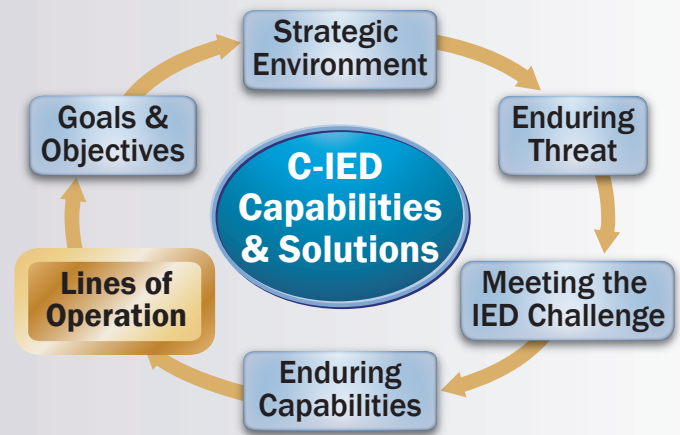 Strategic
Environment
Enduring
Threat
Meeting the
IED Challenge
Enduring
Capabilities
Lines of
Operation
Goals &
Objectives
C-IED
Capabilities
& Solutions